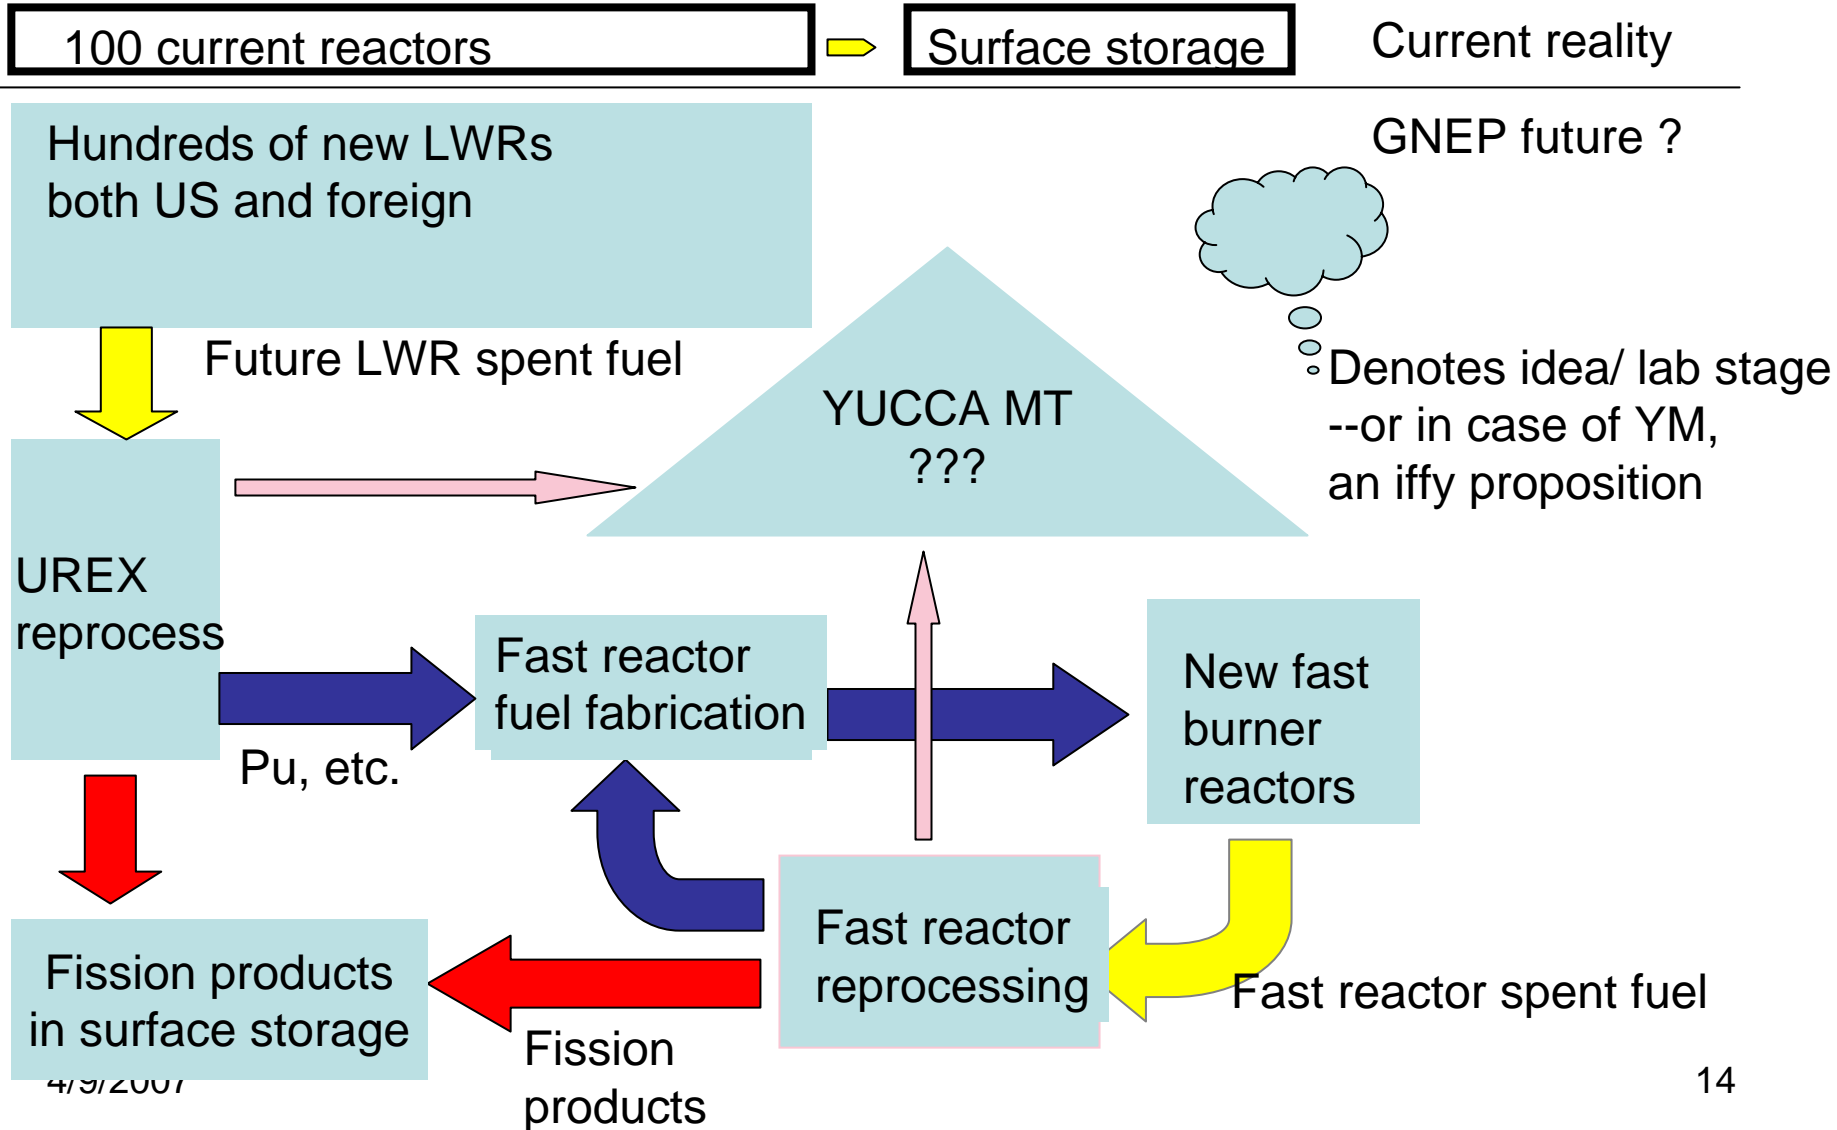 100 current reactors
Surface storage
Current reality
GNEP future ?
Hundreds of new LWRs
both US and foreign
Future LWR spent fuel
YUCCA MT
???
Denotes idea/ lab stage
--or in case of YM,
an iffy proposition
UREX
reprocess
Pu, etc.
Fast reactor
fuel fabrication
New fast
burner
reactors
Fast reactor
reprocessing
Fast reactor spent fuel
Fission products
in surface storage
Fission
products
4/9/2007
14